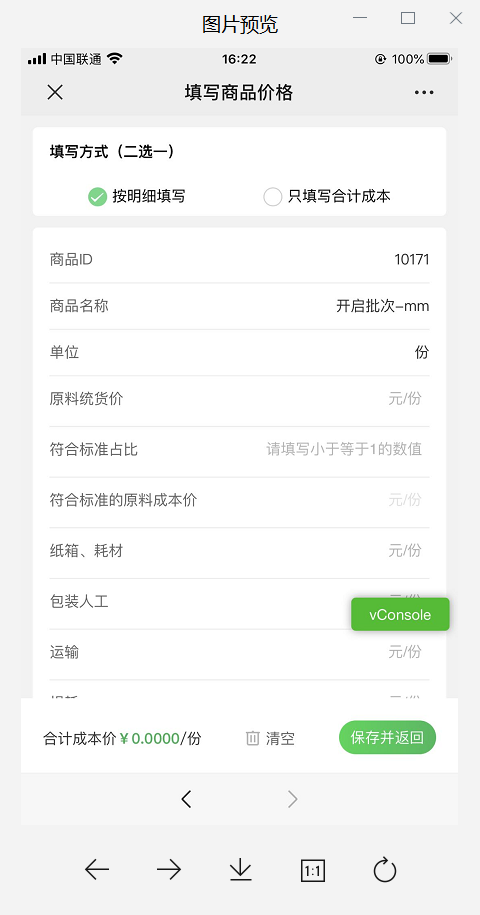 图片预览
中国联通 16:22 100%
填写商品价格
填写方式（二选一）
按明细填写 只填写合计成本
商品ID 10171
商品名称 开启批次-mm
单位 份
原料统货价 元/份
符合标准占比 请填写小于等于1的数值
符合标准的原料成本价 元/份
纸箱、耗材 元/份
包装人工
vConsole
运输 元/份
合计成本价￥0.0000/份 清空 保存并返回
1:1